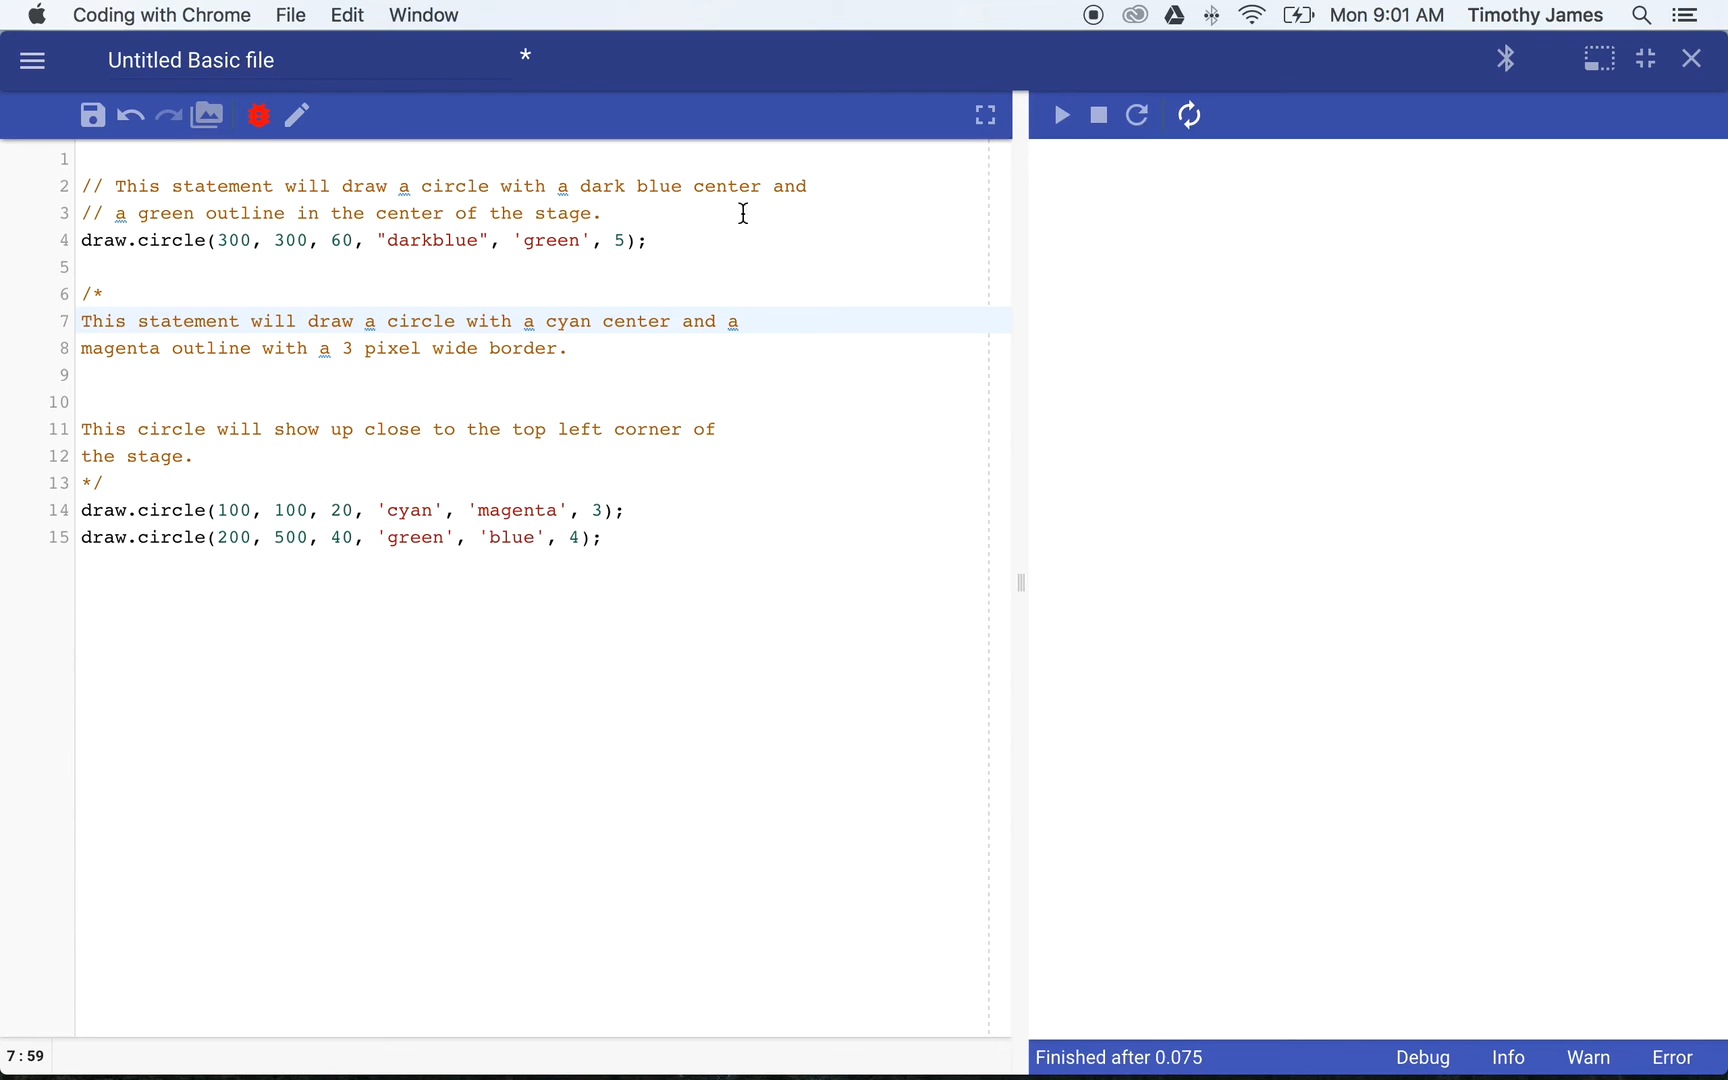 Coding with Chrome File Edit Window Mon 9:01 AM Timothy James
Untitled Basic file *
1
2 // This statement will draw a circle with a dark blue center and
3 // a green outline in the center of the stage.
4 draw.circle(300, 300, 60, "darkblue", 'green', 5);
5
6 /*
7 This statement will draw a circle with a cyan center and a
8 magenta outline with a 3 pixel wide border.
9
10
11 This circle will show up close to the top left corner of
12 the stage.
13 */
14 draw.circle(100, 100, 20, 'cyan', 'magenta', 3);
15 draw.circle(200, 500, 40, 'green', 'blue', 4);
7 : 59
Finished after 0.075 Debug Info Warn Error